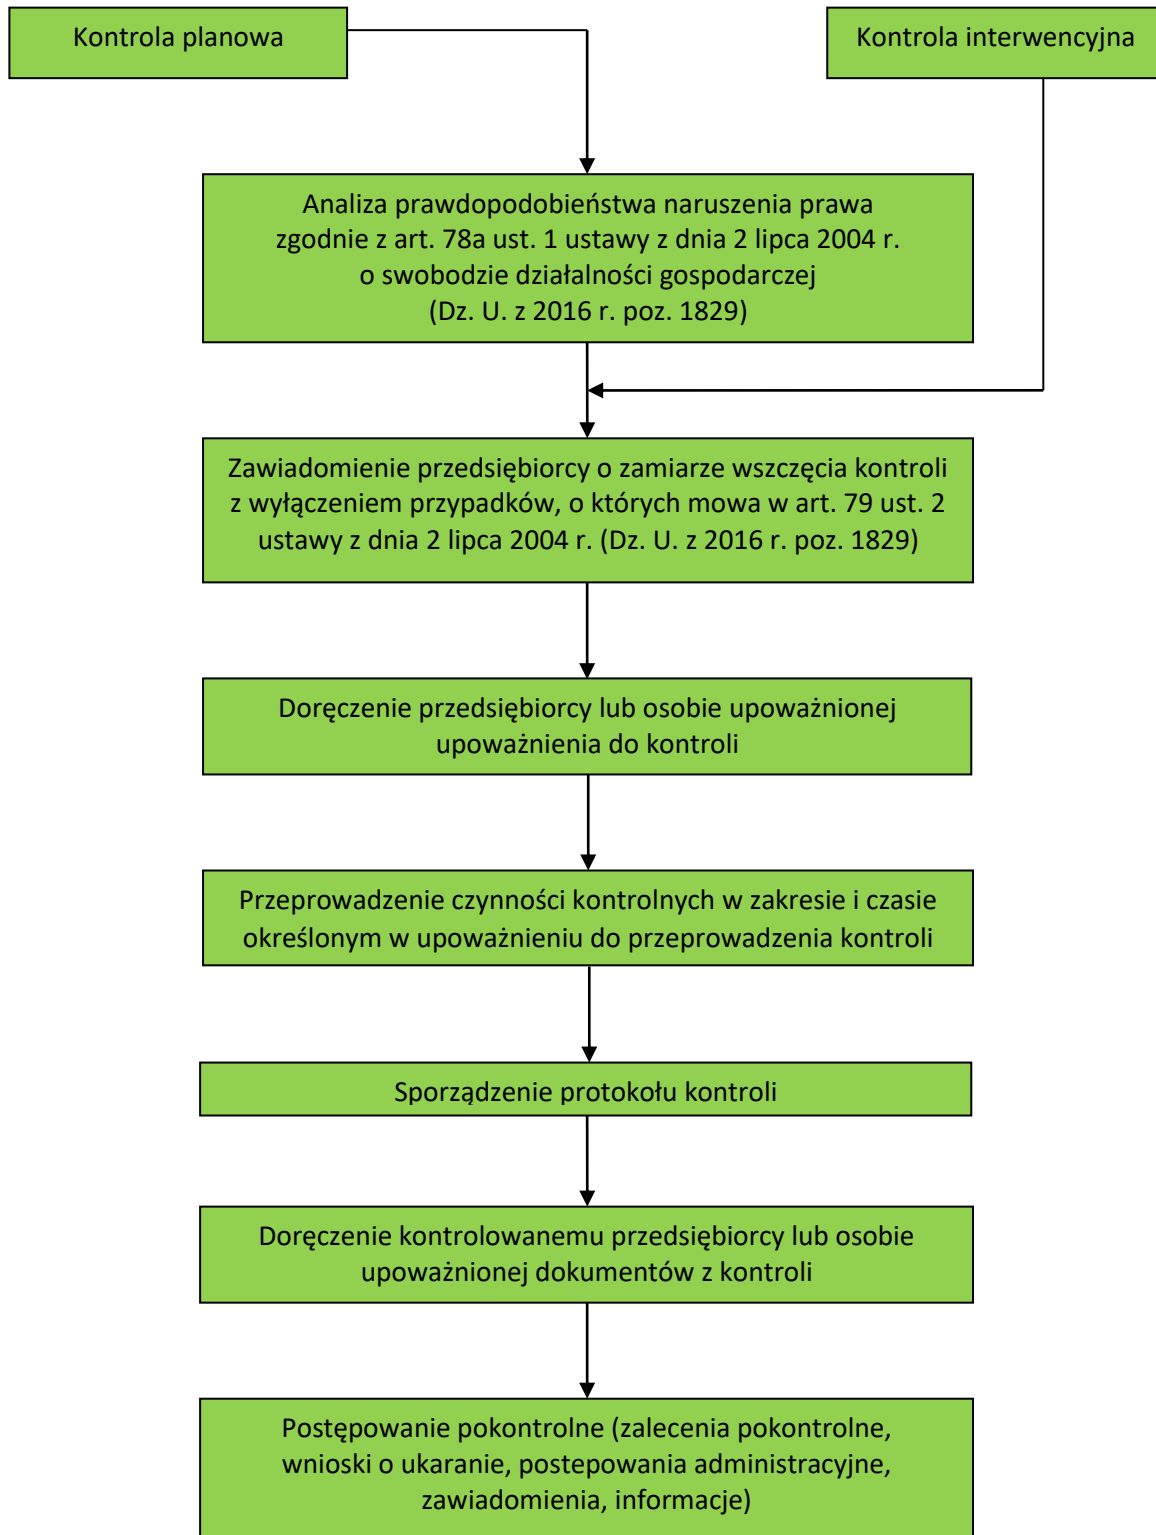 Kontrola planowa
Kontrola interwencyjna
Analiza prawdopodobieństwa naruszenia prawa
zgodnie z art. 78a ust. 1 ustawy z dnia 2 lipca 2004 r.
o swobodzie działalności gospodarczej
(Dz. U. z 2016 r. poz. 1829)
Zawiadomienie przedsiębiorcy o zamiarze wszczęcia kontroli
z wyłączeniem przypadków, o których mowa w art. 79 ust. 2
ustawy z dnia 2 lipca 2004 r. (Dz. U. z 2016 r. poz. 1829)
Doręczenie przedsiębiorcy lub osobie upoważnionej
upoważnienia do kontroli
Przeprowadzenie czynności kontrolnych w zakresie i czasie
określonym w upoważnieniu do przeprowadzenia kontroli
Sporządzenie protokołu kontroli
Doręczenie kontrolowanemu przedsiębiorcy lub osobie
upoważnionej dokumentów z kontroli
Postępowanie pokontrolne (zalecenia pokontrolne,
wnioski o ukaranie, postepowania administracyjne,
zawiadomienia, informacje)